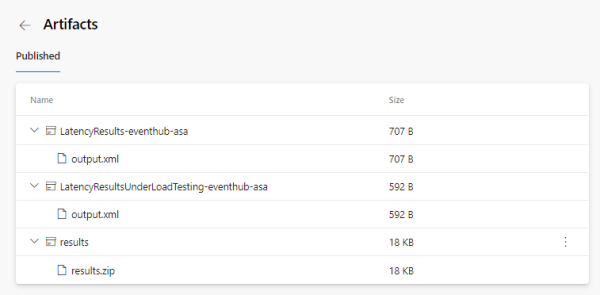 Artifacts
Published
Name Size
LatencyResults-eventhub-asa 707 B
output.xml 707 B
LatencyResultsUnderLoadTesting-eventhub-asa 592 B
output.xml 592 B
results 18 KB
results.zip 18 KB